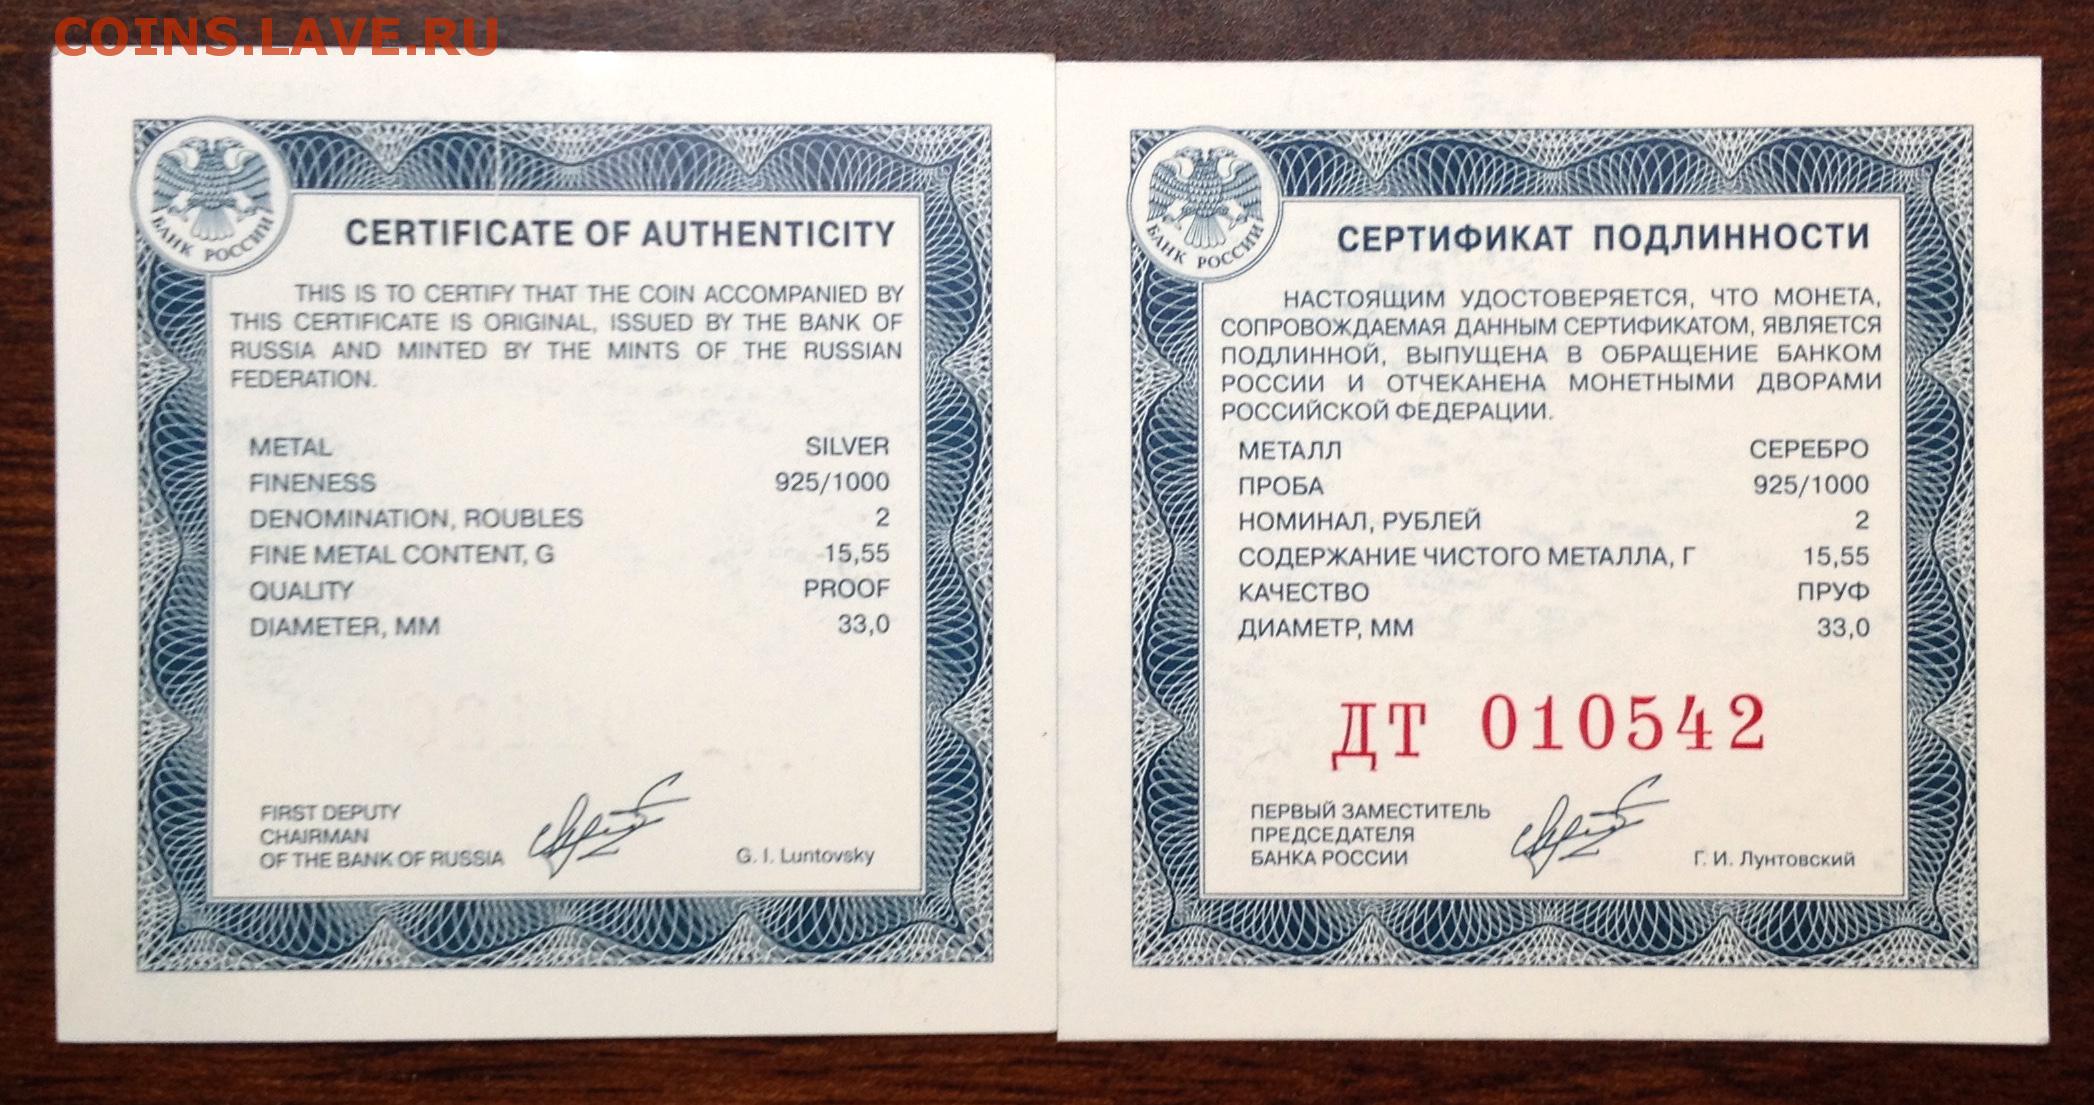 COINS.LAVE.RU
БАНК РОССИИ
CERTIFICATE OF AUTHENTICITY
THIS IS TO CERTIFY THAT THE COIN ACCOMPANIED BY
THIS CERTIFICATE IS ORIGINAL, ISSUED BY THE BANK OF
RUSSIA AND MINTED BY THE MINTS OF THE RUSSIAN
FEDERATION.
METAL SILVER
FINENESS 925/1000
DENOMINATION, ROUBLES 2
FINE METAL CONTENT, G 15,55
QUALITY PROOF
DIAMETER, MM 33,0
FIRST DEPUTY
CHAIRMAN
OF THE BANK OF RUSSIA G. I. Luntovsky
БАНК РОССИИ
СЕРТИФИКАТ ПОДЛИННОСТИ
НАСТОЯЩИМ УДОСТОВЕРЯЕТСЯ, ЧТО МОНЕТА,
СОПРОВОЖДАЕМАЯ ДАННЫМ СЕРТИФИКАТОМ, ЯВЛЯЕТСЯ
ПОДЛИННОЙ, ВЫПУЩЕНА В ОБРАЩЕНИЕ БАНКОМ
РОССИИ И ОТЧЕКАНЕНА МОНЕТНЫМИ ДВОРАМИ
РОССИЙСКОЙ ФЕДЕРАЦИИ.
МЕТАЛЛ СЕРЕБРО
ПРОБА 925/1000
НОМИНАЛ, РУБЛЕЙ 2
СОДЕРЖАНИЕ ЧИСТОГО МЕТАЛЛА, Г 15,55
КАЧЕСТВО ПРУФ
ДИАМЕТР, ММ 33,0
ДТ 010542
ПЕРВЫЙ ЗАМЕСТИТЕЛЬ
ПРЕДСЕДАТЕЛЯ
БАНКА РОССИИ Г. И. Лунтовский